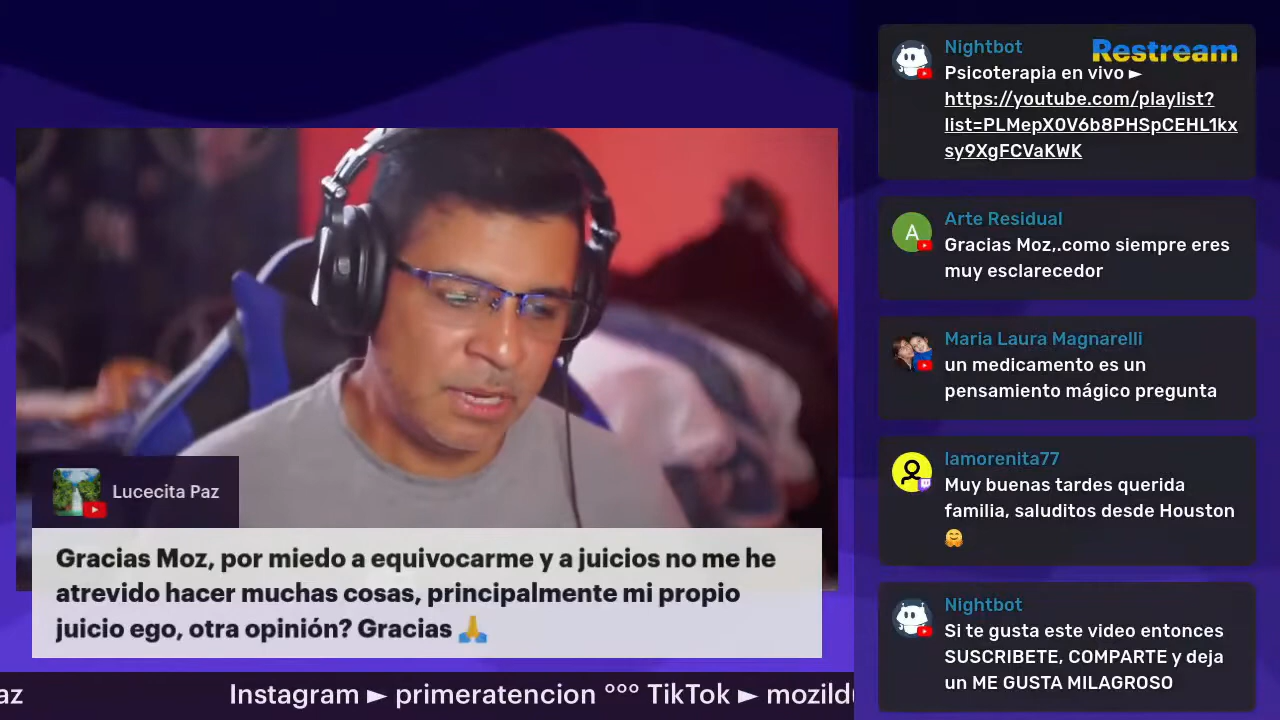 Restream
Nightbot
Psicoterapia en vivo ►
https://youtube.com/playlist?
list=PLMepX0V6b8PHSpCEHL1kx
sy9XgFCVaKWK
A
Arte Residual
Gracias Moz,.como siempre eres
muy esclarecedor
Maria Laura Magnarelli
un medicamento es un
pensamiento mágico pregunta
lamorenita77
Muy buenas tardes querida
familia, saluditos desde Houston
🤗
Nightbot
Si te gusta este video entonces
SUSCRIBETE, COMPARTE y deja
un ME GUSTA MILAGROSO
Lucecita Paz
Gracias Moz, por miedo a equivocarme y a juicios no me he
atrevido hacer muchas cosas, principalmente mi propio
juicio ego, otra opinión? Gracias 🙏
az Instagram ► primeratencion °°° TikTok ► mozildu